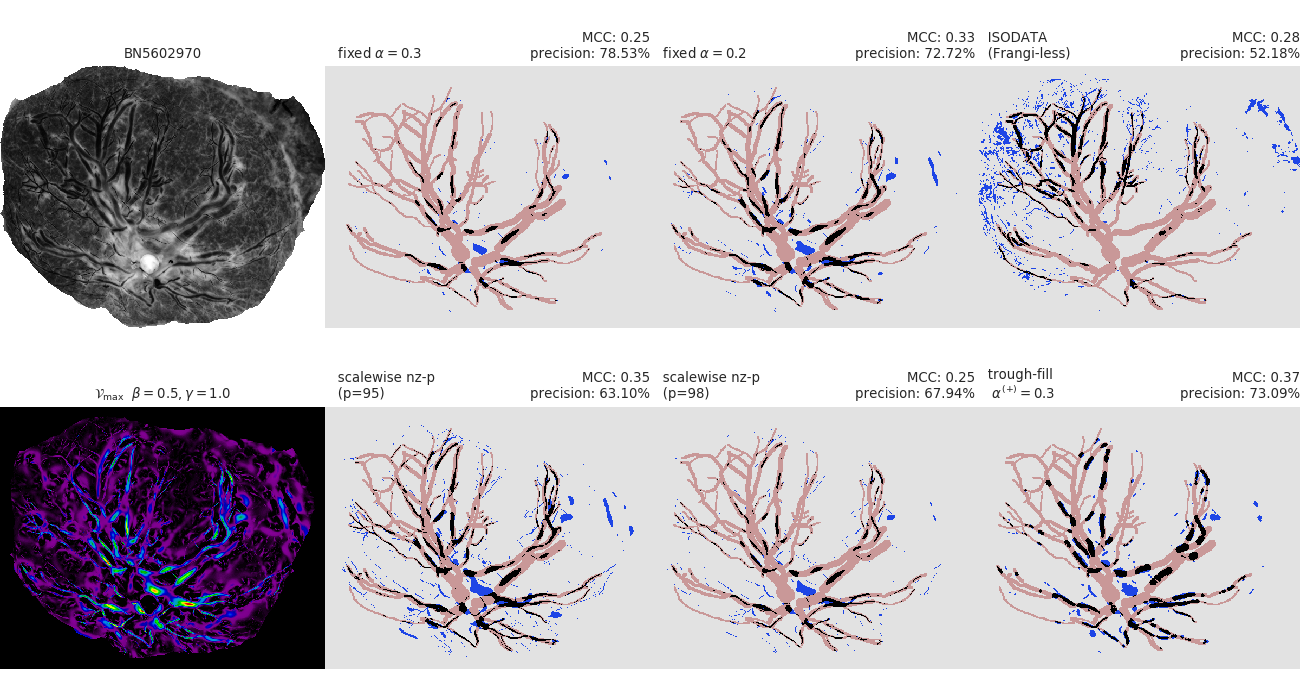 BN5602970
fixed α = 0.3
MCC: 0.25
precision: 78.53%
fixed α = 0.2
MCC: 0.33
precision: 72.72%
ISODATA
(Frangi-less)
MCC: 0.28
precision: 52.18%
𝒱max β = 0.5, γ = 1.0
scalewise nz-p
(p=95)
MCC: 0.35
precision: 63.10%
scalewise nz-p
(p=98)
MCC: 0.25
precision: 67.94%
trough-fill
α(+) = 0.3
MCC: 0.37
precision: 73.09%